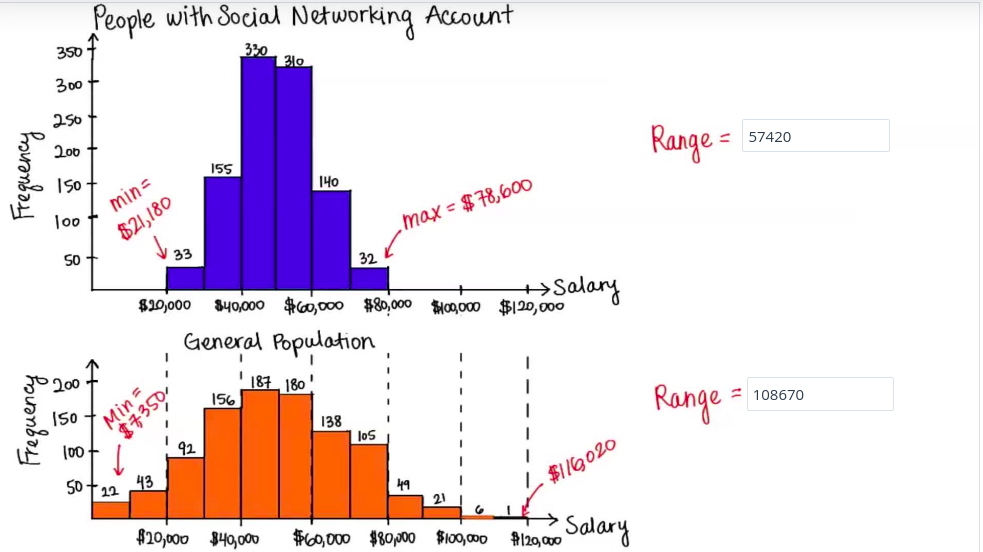 People with Social Networking Account
Frequency
350
300
250
200
150
100
50
33
155
330
310
140
32
min =
$21,180
max = $78,600
$20,000 $40,000 $60,000 $80,000 $100,000 $120,000
Salary
Range = 57420
General Population
Frequency
200
150
100
50
22
43
92
156
187
180
138
105
49
21
6
1
Min =
$7350
$116,020
$20,000 $40,000 $60,000 $80,000 $100,000 $120,000
Salary
Range = 108670